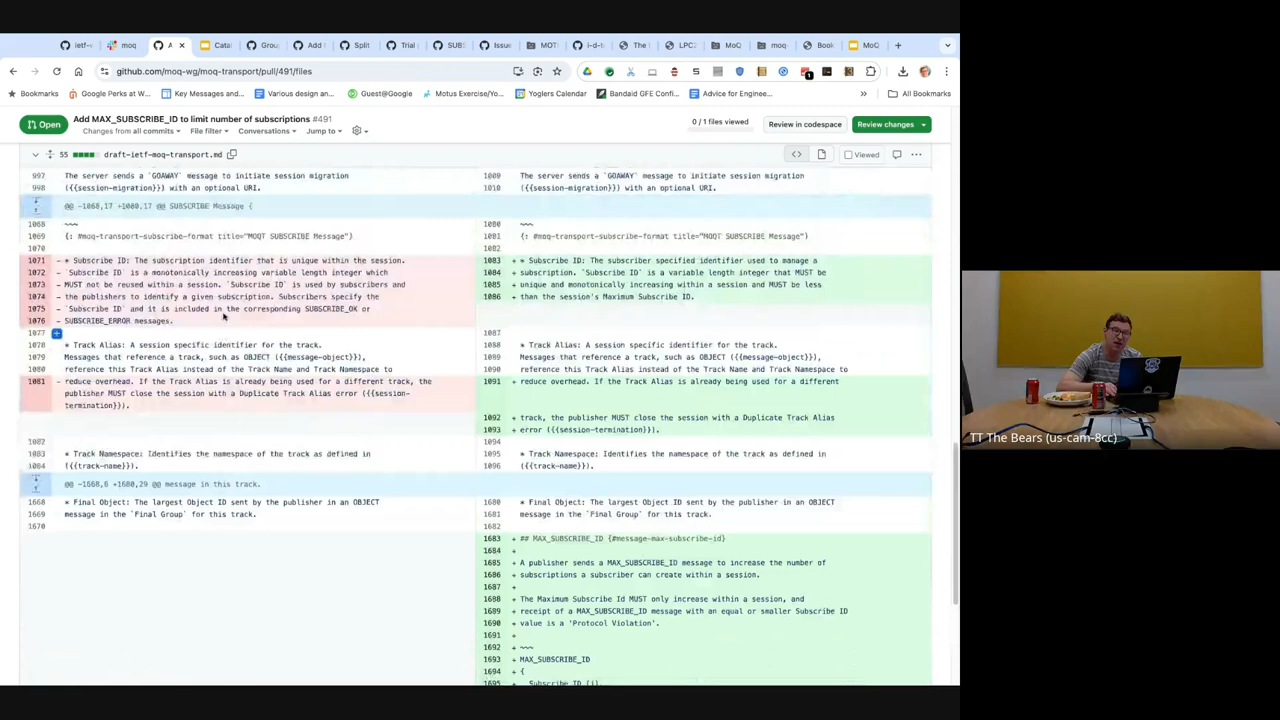 ietf-
moq
A
Cata
Grou
Add
Split
Trial
SUBS
Issue
MOT
i-d-t
The
LPC
MoQ
moq
Book
MoQ
github.com/moq-wg/moq-transport/pull/491/files
Bookmarks
Google Perks at W...
Key Messages and...
Various design an...
Guest@Google
Motus Exercise/Yo...
Yoglers Calendar
Bandaid GFE Confi...
Advice for Enginee...
All Bookmarks
Open
Add MAX_SUBSCRIBE_ID to limit number of subscriptions #491
Changes from all commits
File filter
Conversations
Jump to
0 / 1 files viewed
Review in codespace
Review changes
55 draft-ietf-moq-transport.md
Viewed
997 The server sends a `GOAWAY` message to initiate session migration
998 ({{session-migration}}) with an optional URI.
1009 The server sends a `GOAWAY` message to initiate session migration
1010 ({{session-migration}}) with an optional URI.
@@ -1068,17 +1080,17 @@ SUBSCRIBE Message {
1068 ~~~
1069 {: #moq-transport-subscribe-format title="MOQT SUBSCRIBE Message"}
1070
1071 - * Subscribe ID: The subscription identifier that is unique within the session.
1072 - `Subscribe ID` is a monotonically increasing variable length integer which
1073 - MUST not be reused within a session. `Subscribe ID` is used by subscribers and
1074 - the publishers to identify a given subscription. Subscribers specify the
1075 - `Subscribe ID` and it is included in the corresponding SUBSCRIBE_OK or
1076 - SUBSCRIBE_ERROR messages.
1077
1078 * Track Alias: A session specific identifier for the track.
1079 Messages that reference a track, such as OBJECT ({{message-object}}),
1080 reference this Track Alias instead of the Track Name and Track Namespace to
1081 - reduce overhead. If the Track Alias is already being used for a different track, the
publisher MUST close the session with a Duplicate Track Alias error ({{session-
termination}}).
1082
1083 * Track Namespace: Identifies the namespace of the track as defined in
1084 ({{track-name}}).
1080 ~~~
1081 {: #moq-transport-subscribe-format title="MOQT SUBSCRIBE Message"}
1082
1083 + * Subscribe ID: The subscriber specified identifier used to manage a
1084 + subscription. `Subscribe ID` is a variable length integer that MUST be
1085 + unique and monotonically increasing within a session and MUST be less
1086 + than the session's Maximum Subscribe ID.
1087
1088 * Track Alias: A session specific identifier for the track.
1089 Messages that reference a track, such as OBJECT ({{message-object}}),
1090 reference this Track Alias instead of the Track Name and Track Namespace to
1091 + reduce overhead. If the Track Alias is already being used for a different
1092 + track, the publisher MUST close the session with a Duplicate Track Alias
1093 + error ({{session-termination}}).
1094
1095 * Track Namespace: Identifies the namespace of the track as defined in
1096 ({{track-name}}).
@@ -1668,6 +1680,29 @@ message in this track.
1668 * Final Object: The largest Object ID sent by the publisher in an OBJECT
1669 message in the `Final Group` for this track.
1670
1680 * Final Object: The largest Object ID sent by the publisher in an OBJECT
1681 message in the `Final Group` for this track.
1682
1683 + ## MAX_SUBSCRIBE_ID {#message-max-subscribe-id}
1684 +
1685 + A publisher sends a MAX_SUBSCRIBE_ID message to increase the number of
1686 + subscriptions a subscriber can create within a session.
1687 +
1688 + The Maximum Subscribe Id MUST only increase within a session, and
1689 + receipt of a MAX_SUBSCRIBE_ID message with an equal or smaller Subscribe ID
1690 + value is a 'Protocol Violation'.
1691 +
1692 + ~~~
1693 + MAX_SUBSCRIBE_ID
1694 + {
1695 + Subscribe ID (i),
TT The Bears (us-cam-8cc)